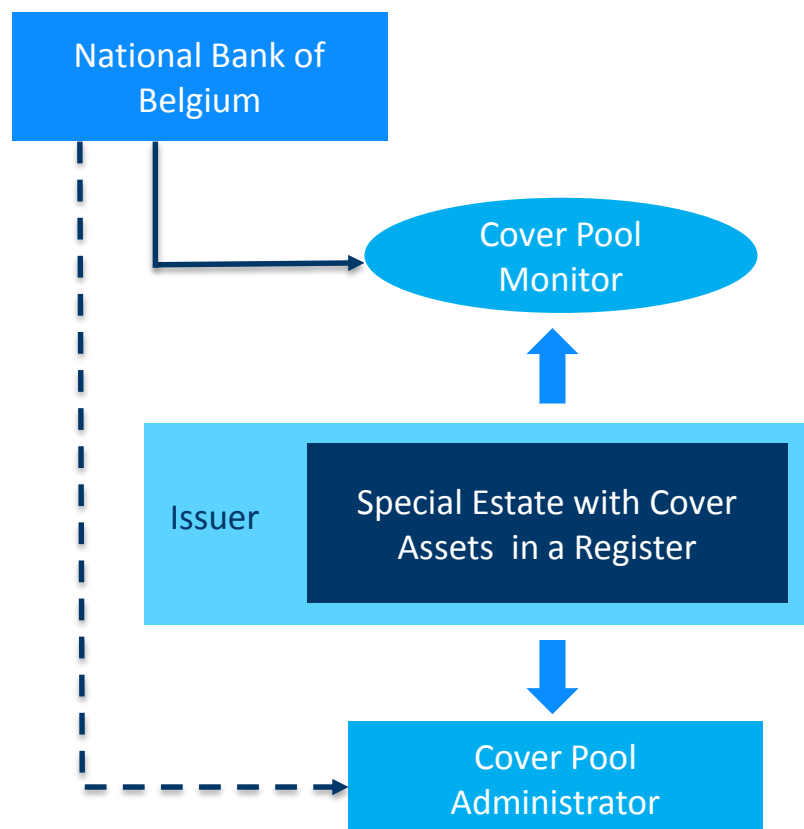 National Bank of
Belgium
Cover Pool
Monitor
Issuer
Special Estate with Cover
Assets in a Register
Cover Pool
Administrator